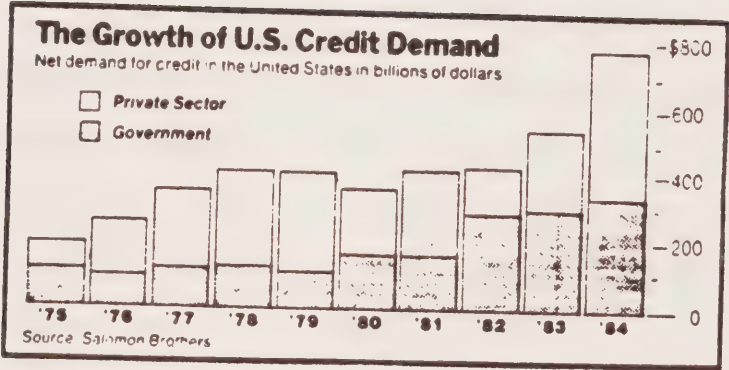 The Growth of U.S. Credit Demand
Net demand for credit in the United States in billions of dollars
Private Sector
Government
$800
600
400
200
0
'75 '76 '77 '78 '79 '80 '81 '82 '83 '84
Source Salomon Brothers